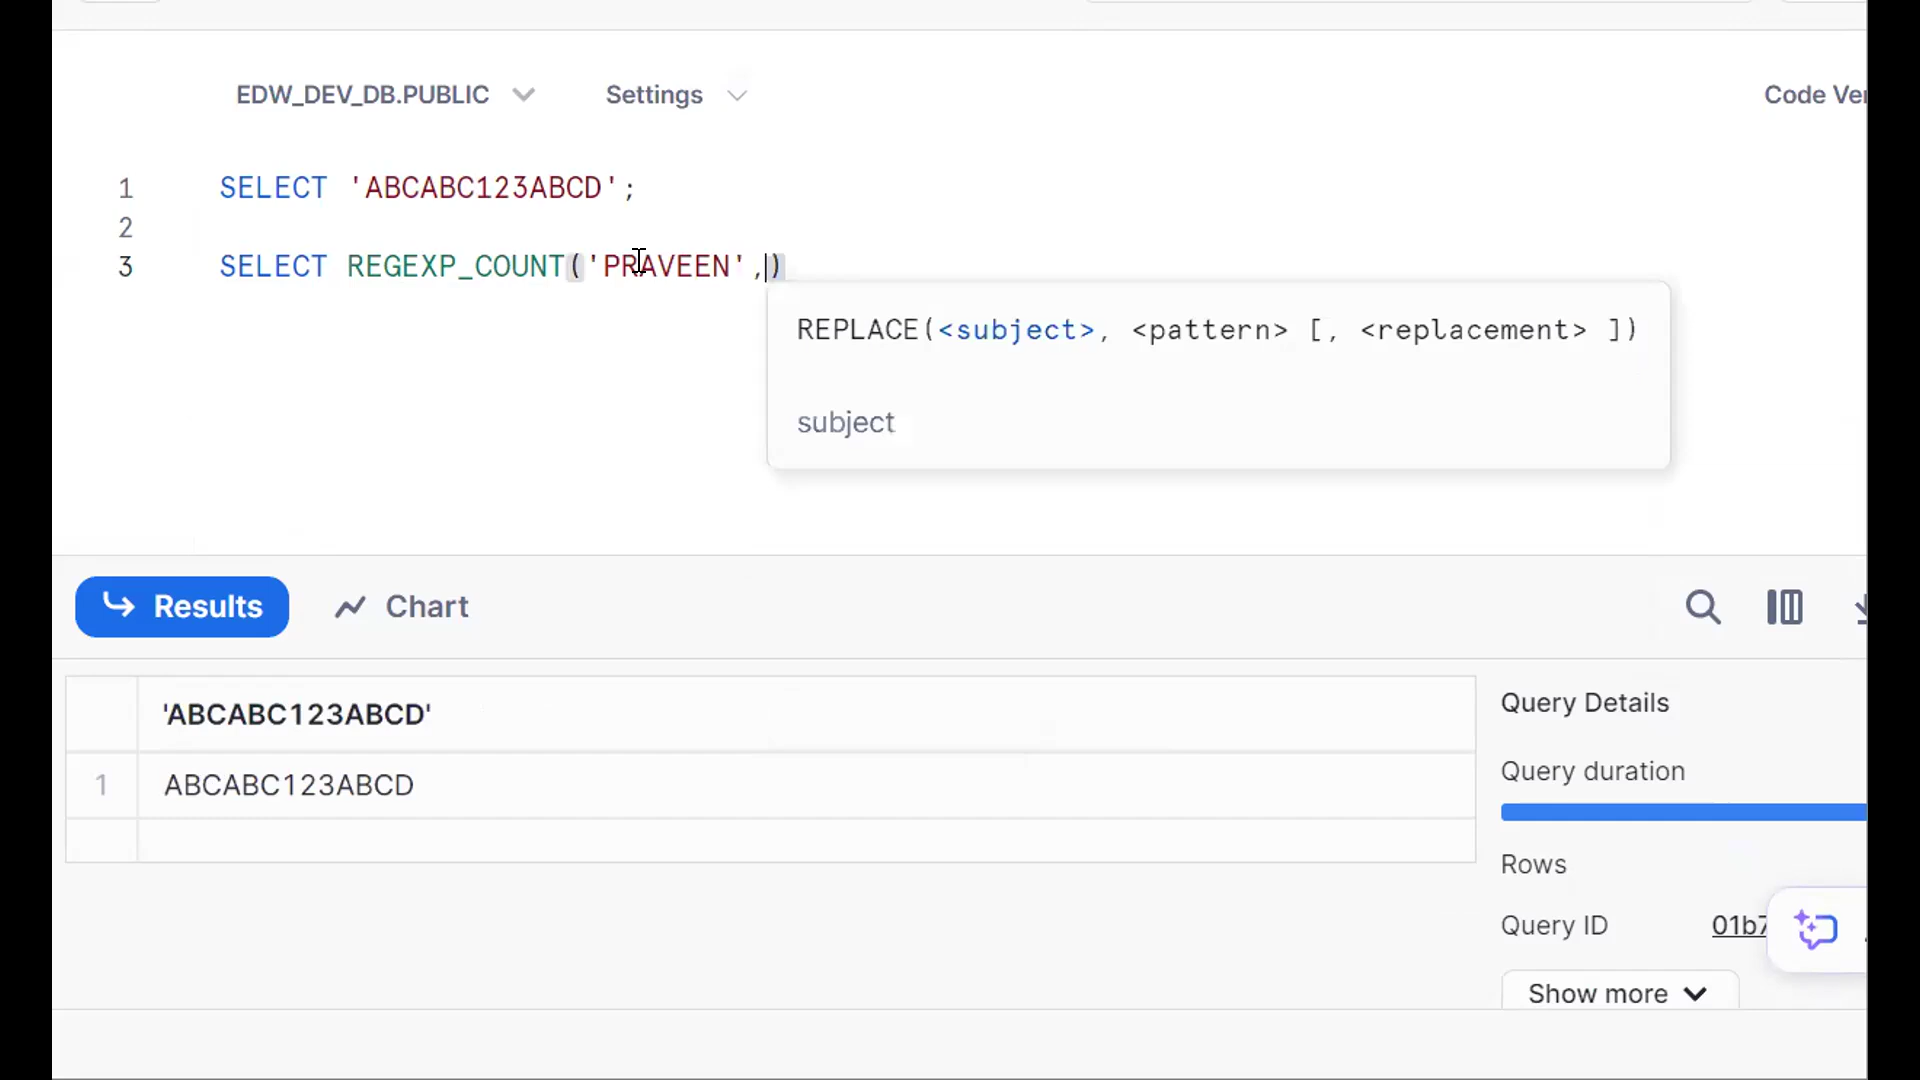 EDW_DEV_DB.PUBLIC Settings Code Ver
1 SELECT 'ABCABC123ABCD';
2
3 SELECT REGEXP_COUNT('PRAVEEN',)
REPLACE(<subject>, <pattern> [, <replacement> ])
subject
Results Chart
'ABCABC123ABCD'
1 ABCABC123ABCD
Query Details
Query duration
Rows
Query ID 01b7
Show more